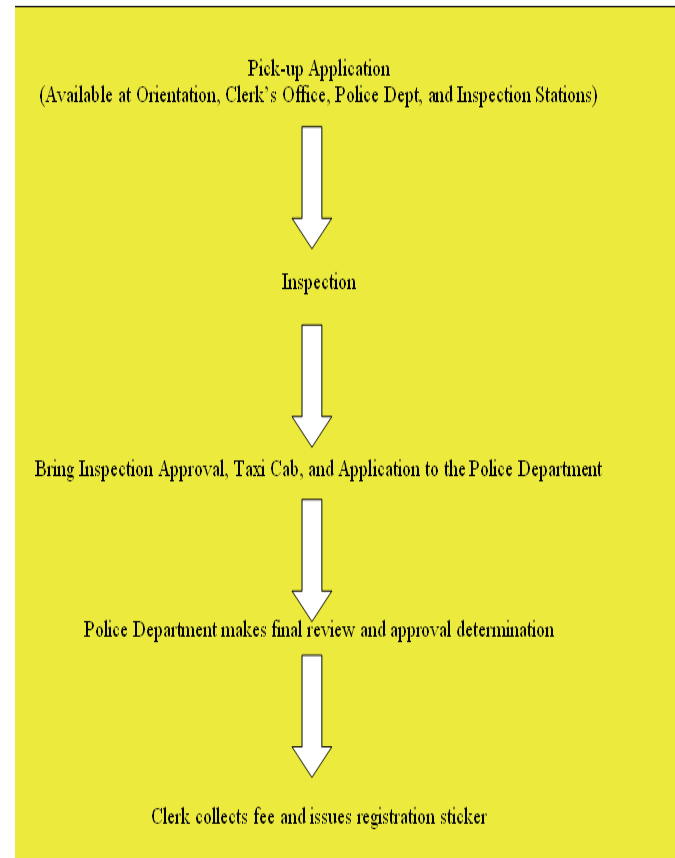 Pick-up Application
(Available at Orientation, Clerk's Office, Police Dept, and Inspection Stations)
Inspection
Bring Inspection Approval, Taxi Cab, and Application to the Police Department
Police Department makes final review and approval determination
Clerk collects fee and issues registration sticker